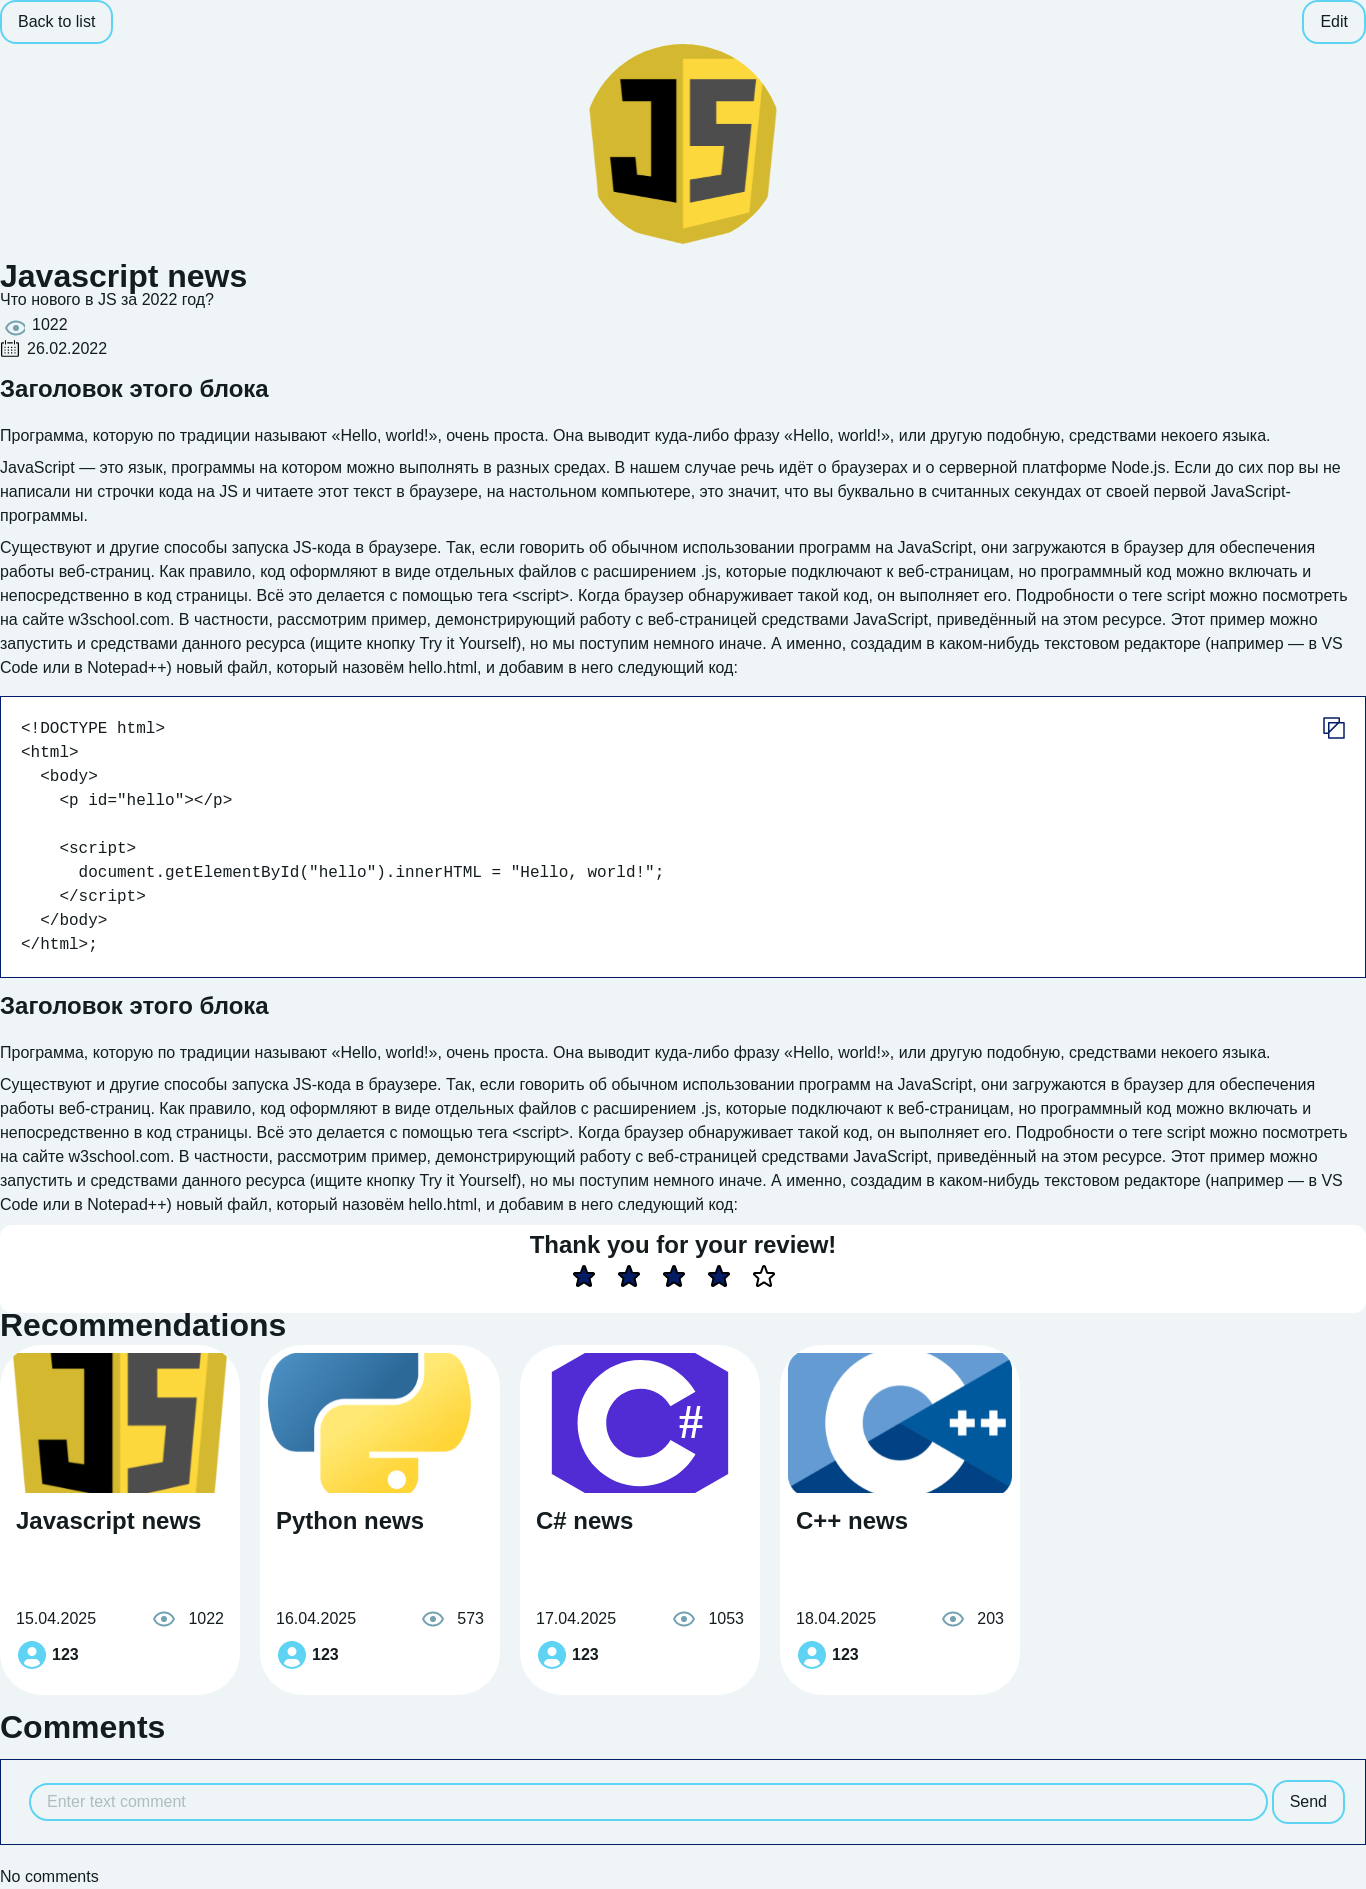 Back to list
Edit
JS
Javascript news
Что нового в JS за 2022 год?
1022
26.02.2022
Заголовок этого блока
Программа, которую по традиции называют «Hello, world!», очень проста. Она выводит куда-либо фразу «Hello, world!», или другую подобную, средствами некоего языка.
JavaScript — это язык, программы на котором можно выполнять в разных средах. В нашем случае речь идёт о браузерах и о серверной платформе Node.js. Если до сих пор вы не
написали ни строчки кода на JS и читаете этот текст в браузере, на настольном компьютере, это значит, что вы буквально в считанных секундах от своей первой JavaScript-
программы.
Существуют и другие способы запуска JS-кода в браузере. Так, если говорить об обычном использовании программ на JavaScript, они загружаются в браузер для обеспечения
работы веб-страниц. Как правило, код оформляют в виде отдельных файлов с расширением .js, которые подключают к веб-страницам, но программный код можно включать и
непосредственно в код страницы. Всё это делается с помощью тега <script>. Когда браузер обнаруживает такой код, он выполняет его. Подробности о теге script можно посмотреть
на сайте w3school.com. В частности, рассмотрим пример, демонстрирующий работу с веб-страницей средствами JavaScript, приведённый на этом ресурсе. Этот пример можно
запустить и средствами данного ресурса (ищите кнопку Try it Yourself), но мы поступим немного иначе. А именно, создадим в каком-нибудь текстовом редакторе (например — в VS
Code или в Notepad++) новый файл, который назовём hello.html, и добавим в него следующий код:
<!DOCTYPE html>
<html>
  <body>
    <p id="hello"></p>

    <script>
      document.getElementById("hello").innerHTML = "Hello, world!";
    </script>
  </body>
</html>;
Заголовок этого блока
Программа, которую по традиции называют «Hello, world!», очень проста. Она выводит куда-либо фразу «Hello, world!», или другую подобную, средствами некоего языка.
Существуют и другие способы запуска JS-кода в браузере. Так, если говорить об обычном использовании программ на JavaScript, они загружаются в браузер для обеспечения
работы веб-страниц. Как правило, код оформляют в виде отдельных файлов с расширением .js, которые подключают к веб-страницам, но программный код можно включать и
непосредственно в код страницы. Всё это делается с помощью тега <script>. Когда браузер обнаруживает такой код, он выполняет его. Подробности о теге script можно посмотреть
на сайте w3school.com. В частности, рассмотрим пример, демонстрирующий работу с веб-страницей средствами JavaScript, приведённый на этом ресурсе. Этот пример можно
запустить и средствами данного ресурса (ищите кнопку Try it Yourself), но мы поступим немного иначе. А именно, создадим в каком-нибудь текстовом редакторе (например — в VS
Code или в Notepad++) новый файл, который назовём hello.html, и добавим в него следующий код:
Thank you for your review!
Recommendations
JS
Javascript news
15.04.2025 1022
123
Python news
16.04.2025 573
123
C#
C# news
17.04.2025 1053
123
C++
C++ news
18.04.2025 203
123
Comments
Enter text comment
Send
No comments